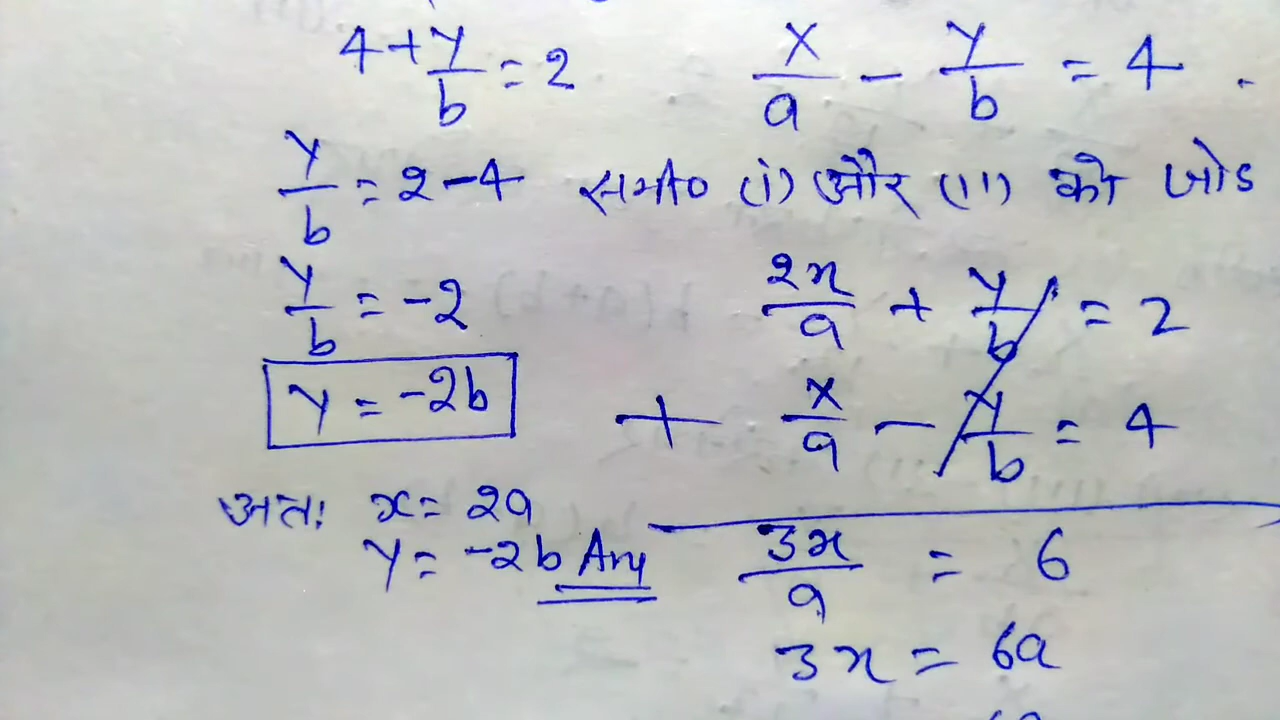 4+y/b=2
y/b=2-4
y/b=-2
y=-2b
अतः x=2a
y=-2b Ans
x/a-y/b=4
समी० (i) और (ii) को जोड
2x/a+y/b=2
+ x/a-y/b=4
3x/a=6
3x=6a